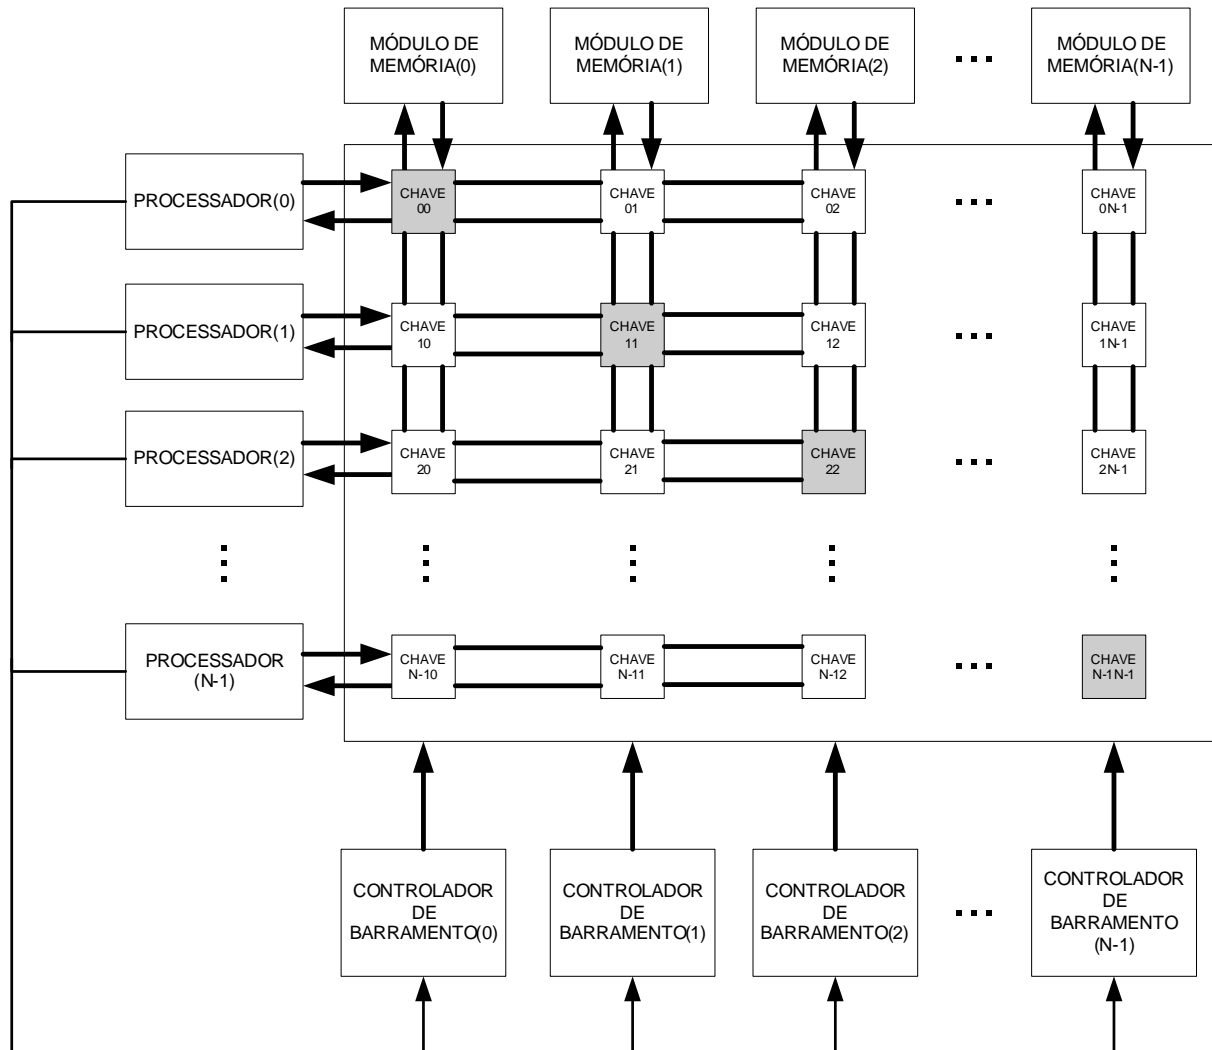 MÓDULO DE
MEMÓRIA(0)
MÓDULO DE
MEMÓRIA(1)
MÓDULO DE
MEMÓRIA(2)
MÓDULO DE
MEMÓRIA(N-1)
PROCESSADOR(0)
CHAVE
00
CHAVE
01
CHAVE
02
CHAVE
0N-1
PROCESSADOR(1)
CHAVE
10
CHAVE
11
CHAVE
12
CHAVE
1N-1
PROCESSADOR(2)
CHAVE
20
CHAVE
21
CHAVE
22
CHAVE
2N-1
PROCESSADOR
(N-1)
CHAVE
N-10
CHAVE
N-11
CHAVE
N-12
CHAVE
N-1N-1
CONTROLADOR
DE
BARRAMENTO(0)
CONTROLADOR
DE
BARRAMENTO(1)
CONTROLADOR
DE
BARRAMENTO(2)
CONTROLADOR
DE
BARRAMENTO
(N-1)